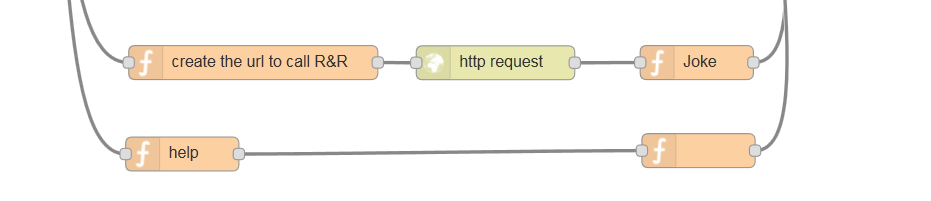 create the url to call R&R
http request
Joke
help